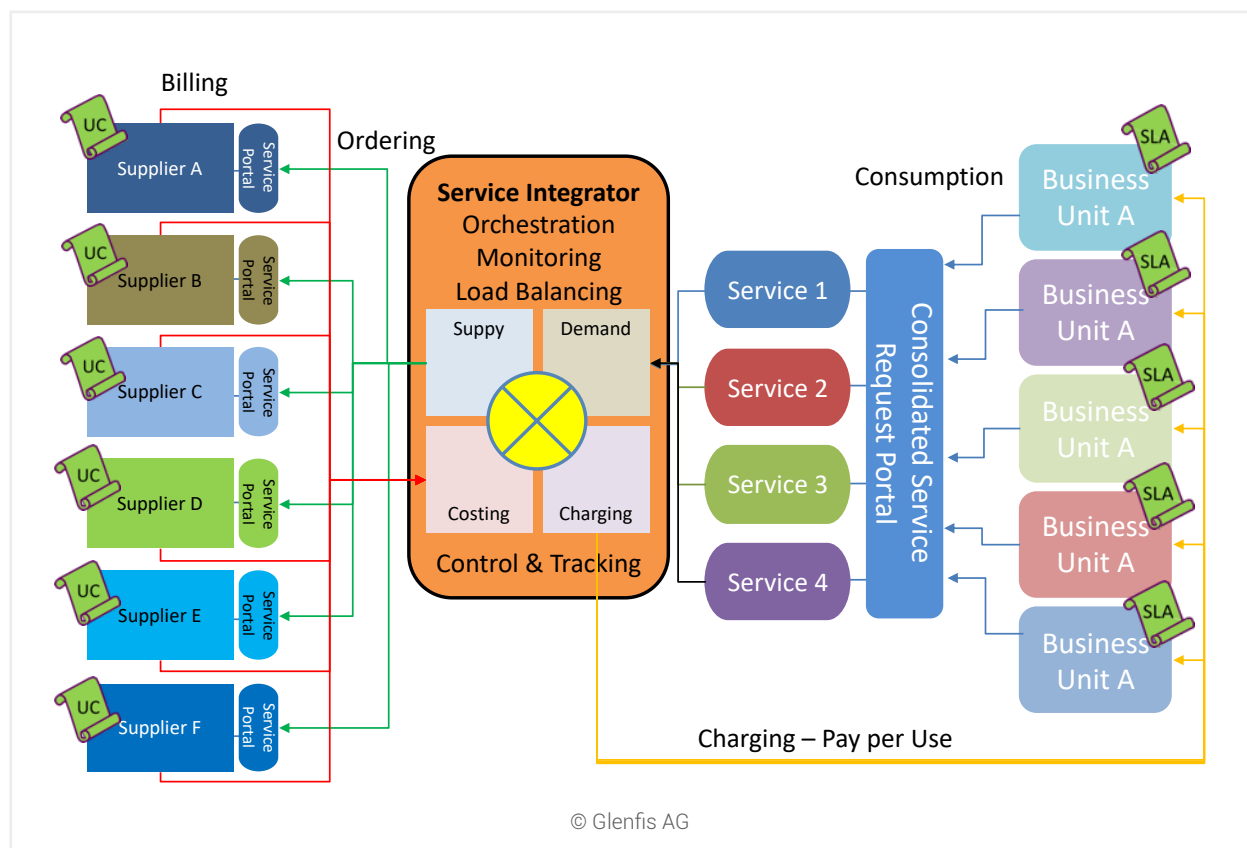 Billing
Ordering
UC
Supplier A
Service
Portal
UC
Supplier B
Service
Portal
UC
Supplier C
Service
Portal
UC
Supplier D
Service
Portal
UC
Supplier E
Service
Portal
UC
Supplier F
Service
Portal
Service Integrator
Orchestration
Monitoring
Load Balancing
Suppy
Demand
Costing
Charging
Control & Tracking
Service 1
Service 2
Service 3
Service 4
Consolidated Service
Request Portal
Consumption
SLA
Business
Unit A
SLA
Business
Unit A
Business
Unit A
SLA
Business
Unit A
SLA
Business
Unit A
SLA
Charging – Pay per Use
© Glenfis AG